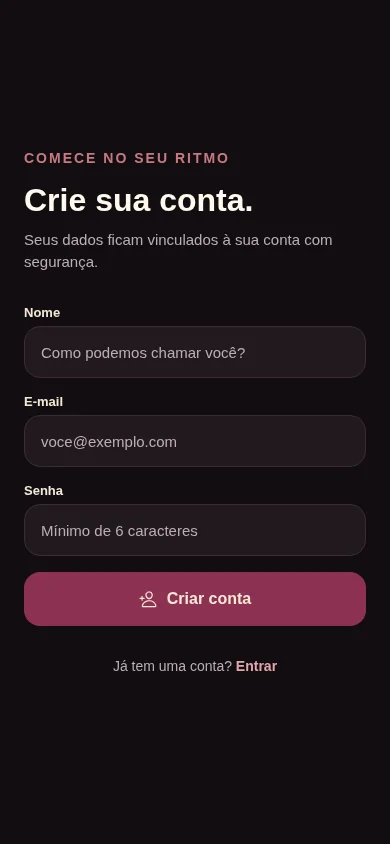 COMECE NO SEU RITMO
Crie sua conta.
Seus dados ficam vinculados à sua conta com
segurança.
Nome
Como podemos chamar você?
E-mail
voce@exemplo.com
Senha
Mínimo de 6 caracteres
Criar conta
Já tem uma conta? Entrar